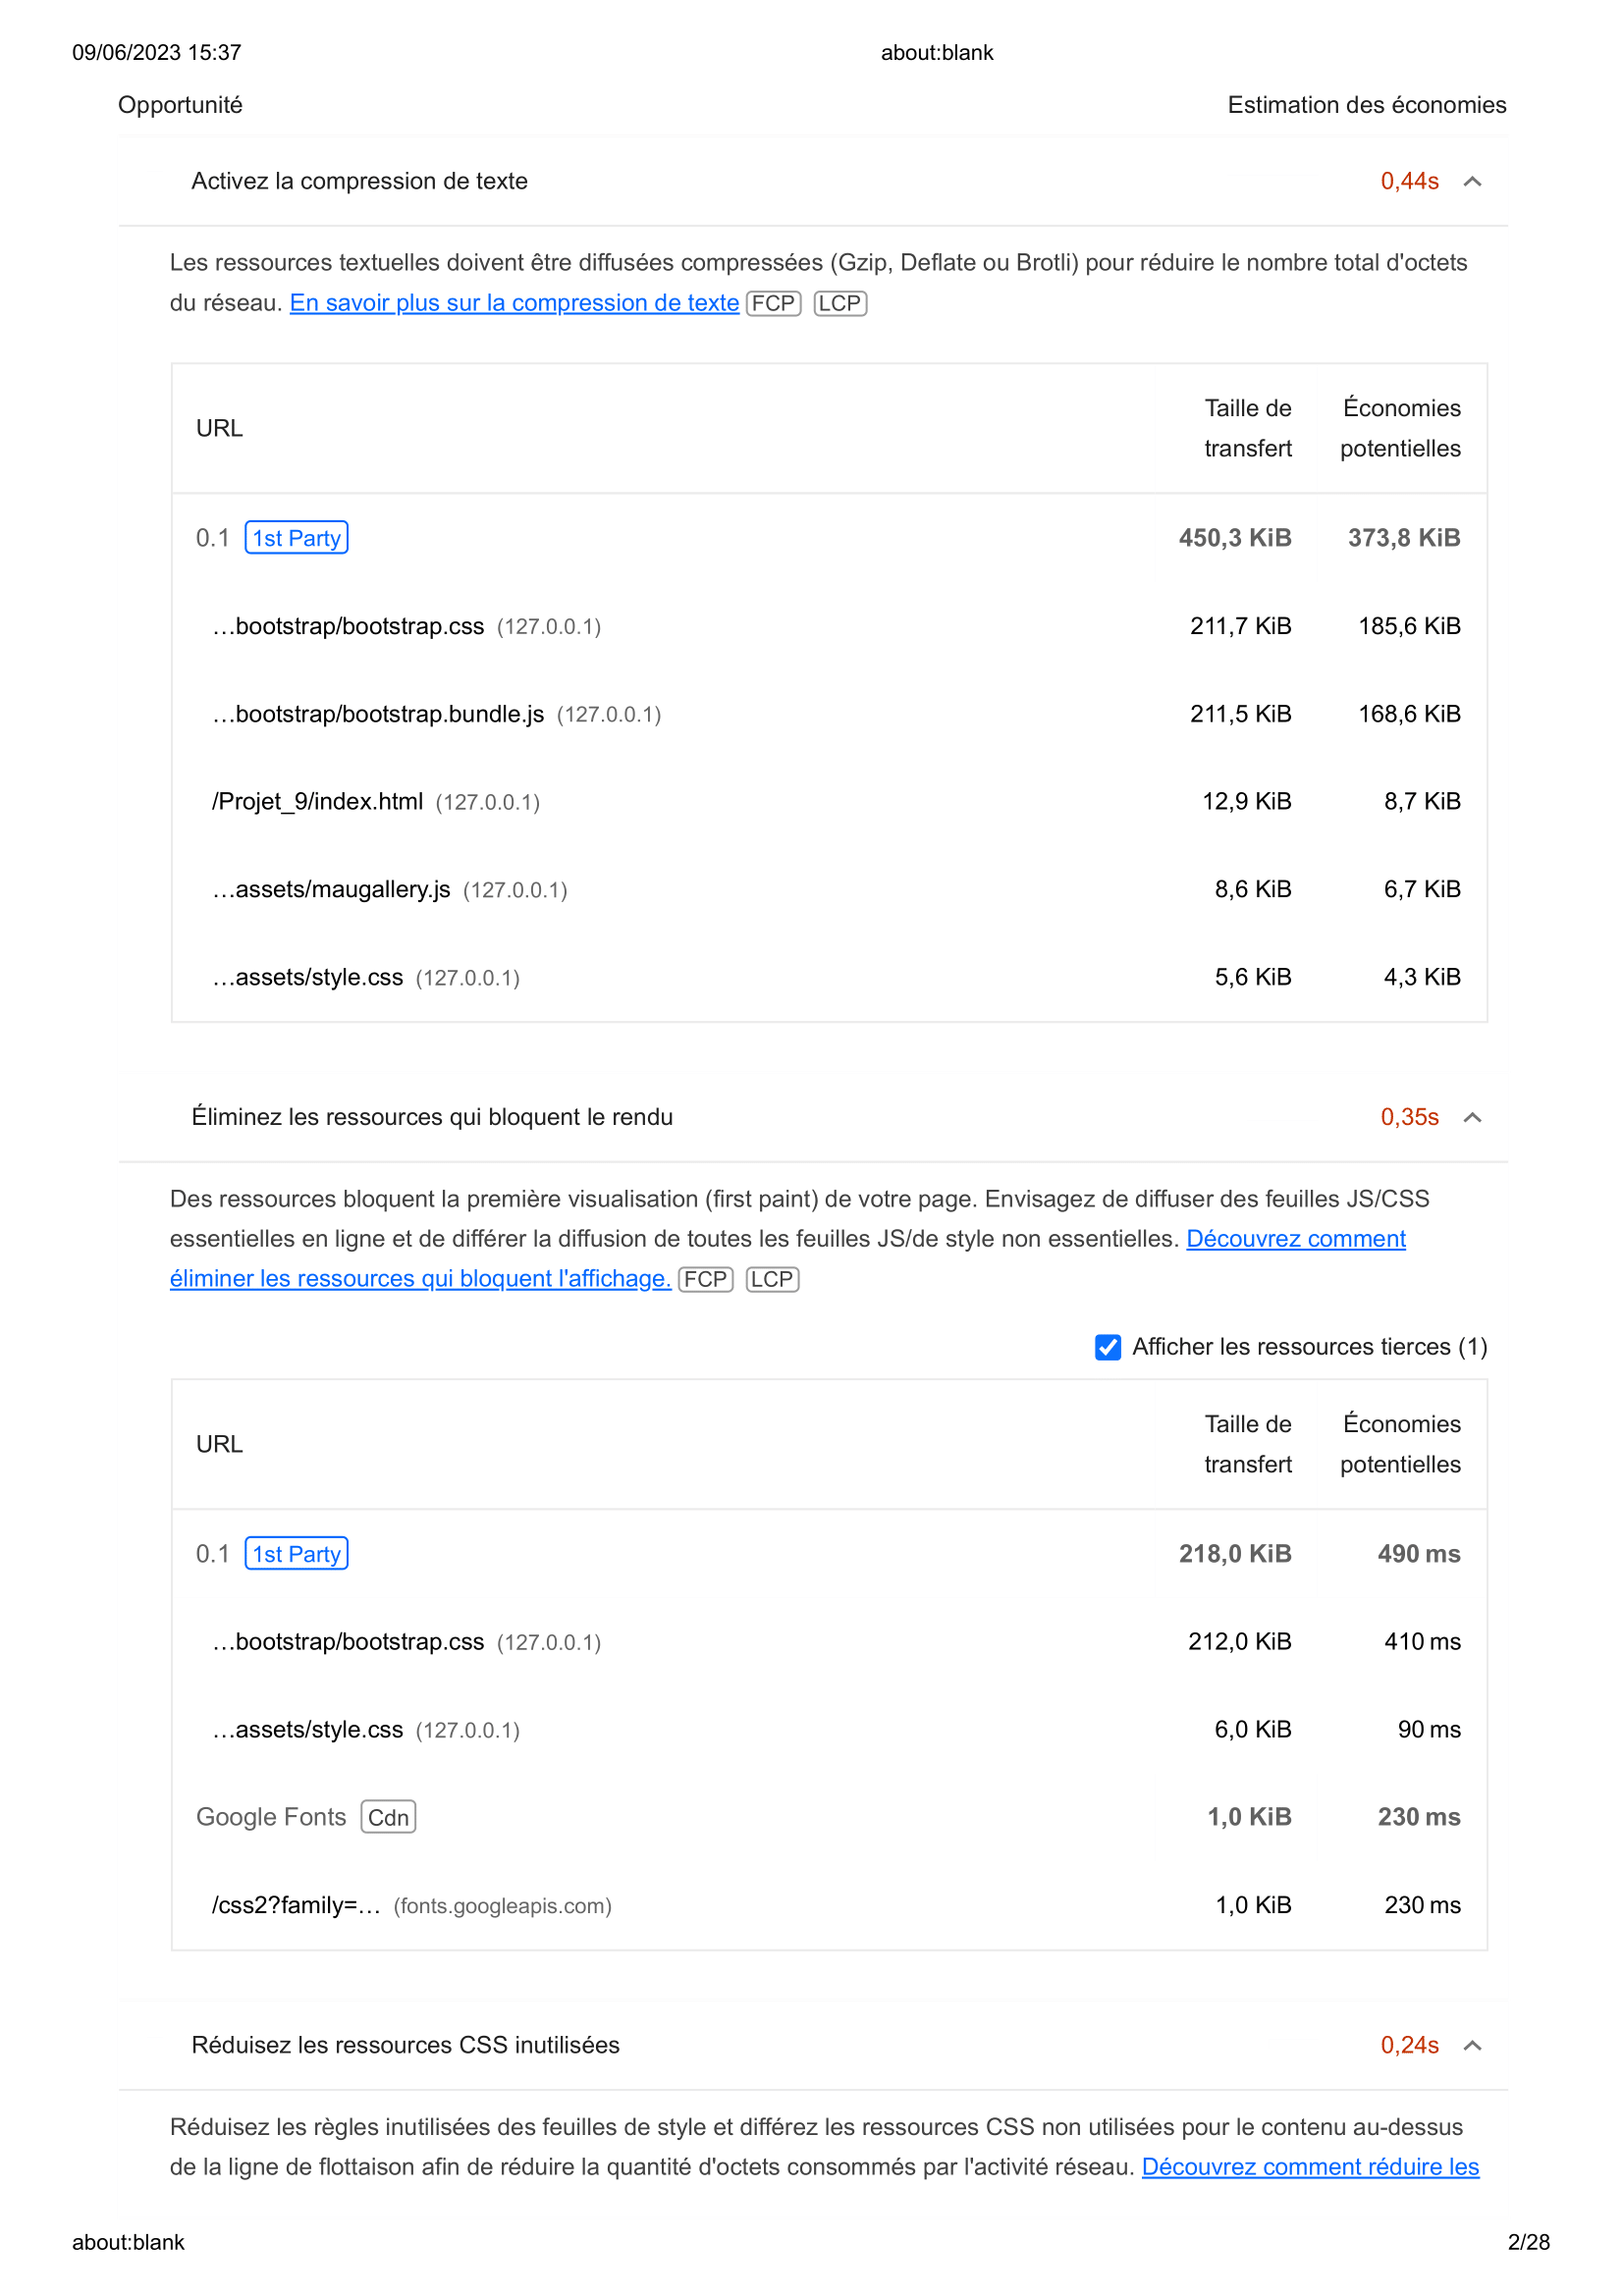 09/06/2023 15:37 about:blank
Opportunité Estimation des économies
Activez la compression de texte 0,44s
Les ressources textuelles doivent être diffusées compressées (Gzip, Deflate ou Brotli) pour réduire le nombre total d'octets
du réseau. En savoir plus sur la compression de texte FCP LCP
URL Taille de transfert Économies potentielles
0.1 1st Party 450,3 KiB 373,8 KiB
…bootstrap/bootstrap.css (127.0.0.1) 211,7 KiB 185,6 KiB
…bootstrap/bootstrap.bundle.js (127.0.0.1) 211,5 KiB 168,6 KiB
/Projet_9/index.html (127.0.0.1) 12,9 KiB 8,7 KiB
…assets/maugallery.js (127.0.0.1) 8,6 KiB 6,7 KiB
…assets/style.css (127.0.0.1) 5,6 KiB 4,3 KiB
Éliminez les ressources qui bloquent le rendu 0,35s
Des ressources bloquent la première visualisation (first paint) de votre page. Envisagez de diffuser des feuilles JS/CSS
essentielles en ligne et de différer la diffusion de toutes les feuilles JS/de style non essentielles. Découvrez comment
éliminer les ressources qui bloquent l'affichage. FCP LCP
Afficher les ressources tierces (1)
URL Taille de transfert Économies potentielles
0.1 1st Party 218,0 KiB 490 ms
…bootstrap/bootstrap.css (127.0.0.1) 212,0 KiB 410 ms
…assets/style.css (127.0.0.1) 6,0 KiB 90 ms
Google Fonts Cdn 1,0 KiB 230 ms
/css2?family=… (fonts.googleapis.com) 1,0 KiB 230 ms
Réduisez les ressources CSS inutilisées 0,24s
Réduisez les règles inutilisées des feuilles de style et différez les ressources CSS non utilisées pour le contenu au-dessus
de la ligne de flottaison afin de réduire la quantité d'octets consommés par l'activité réseau. Découvrez comment réduire les
about:blank 2/28